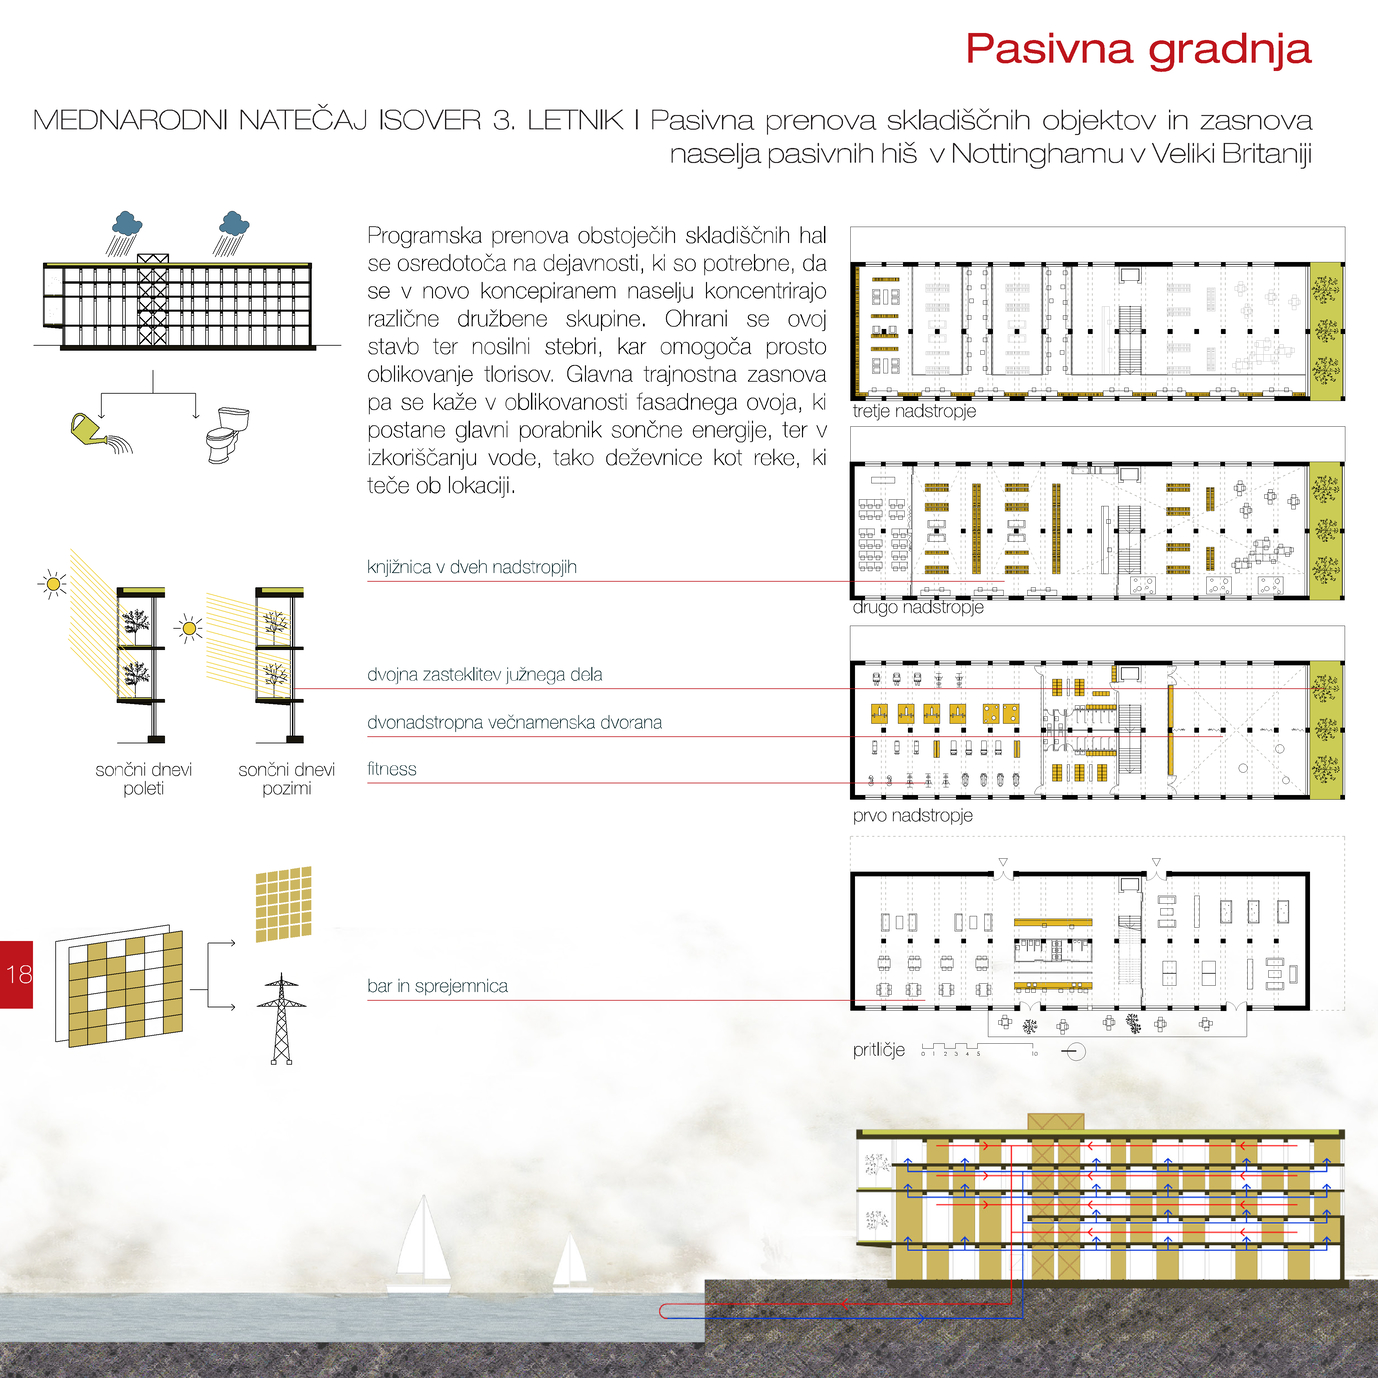 Pasivna gradnja
MEDNARODNI NATEČAJ ISOVER 3. LETNIK I Pasivna prenova skladiščnih objektov in zasnova
naselja pasivnih hiš v Nottinghamu v Veliki Britaniji
Programska prenova obstoječih skladiščnih hal
se osredotoča na dejavnosti, ki so potrebne, da
se v novo koncepiranem naselju koncentrirajo
različne družbene skupine. Ohrani se ovoj
stavb ter nosilni stebri, kar omogoča prosto
oblikovanje tlorisov. Glavna trajnostna zasnova
pa se kaže v oblikovanosti fasadnega ovoja, ki
postane glavni porabnik sončne energije, ter v
izkoriščanju vode, tako deževnice kot reke, ki
teče ob lokaciji.
tretje nadstropje
knjižnica v dveh nadstropjih
drugo nadstropje
dvojna zasteklitev južnega dela
dvonadstropna večnamenska dvorana
fitness
sončni dnevi
poleti
sončni dnevi
pozimi
prvo nadstropje
18
bar in sprejemnica
pritličje
0 1 2 3 4 5 10